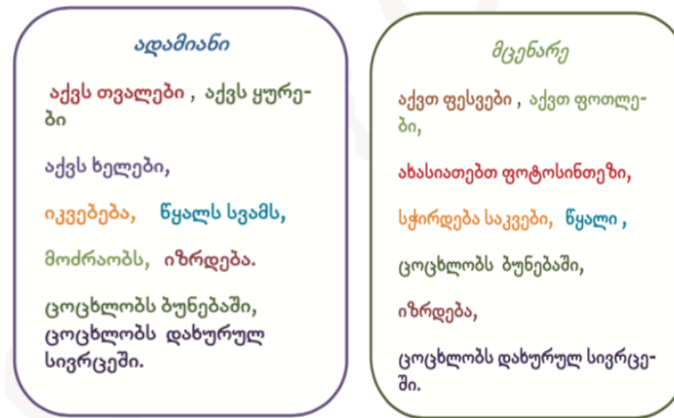 ადამიანი
აქვს თვალები , აქვს ყურე-
ბი
აქვს ხელები,
იკვებება, წყალს სვამს,
მოძრაობს, იზრდება.
ცოცხლობს ბუნებაში,
ცოცხლობს დახურულ
სივრცეში.
მცენარე
აქვთ ფესვები , აქვთ ფოთლე-
ბი,
ახასიათებთ ფოტოსინთეზი,
სჭირდება საკვები, წყალი ,
ცოცხლობს ბუნებაში,
იზრდება,
ცოცხლობს დახურულ სივრცე-
ში.